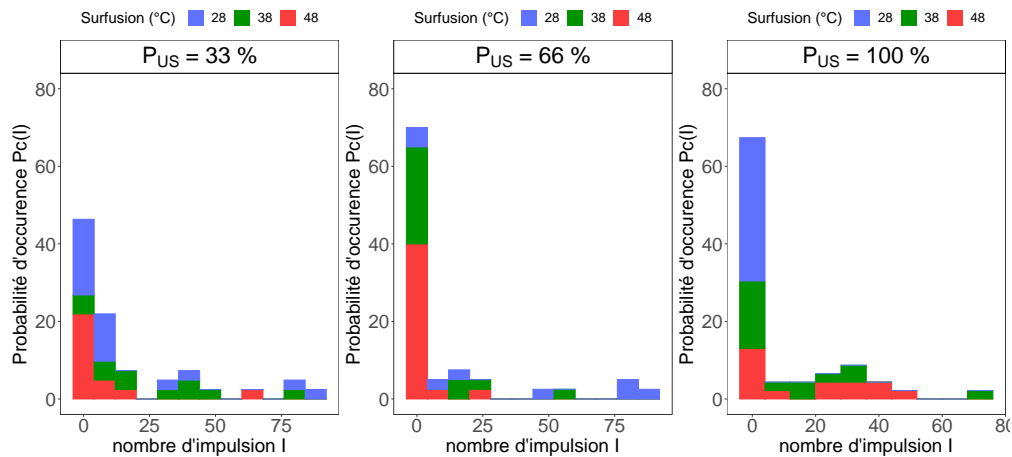 Surfusion (°C) 28 38 48
P_US = 33 %
Probabilité d'occurence Pc(I)
80
60
40
20
0
0 25 50 75
nombre d'impulsion I
Surfusion (°C) 28 38 48
P_US = 66 %
Probabilité d'occurence Pc(I)
80
60
40
20
0
0 25 50 75
nombre d'impulsion I
Surfusion (°C) 28 38 48
P_US = 100 %
Probabilité d'occurence Pc(I)
80
60
40
20
0
0 20 40 60 80
nombre d'impulsion I